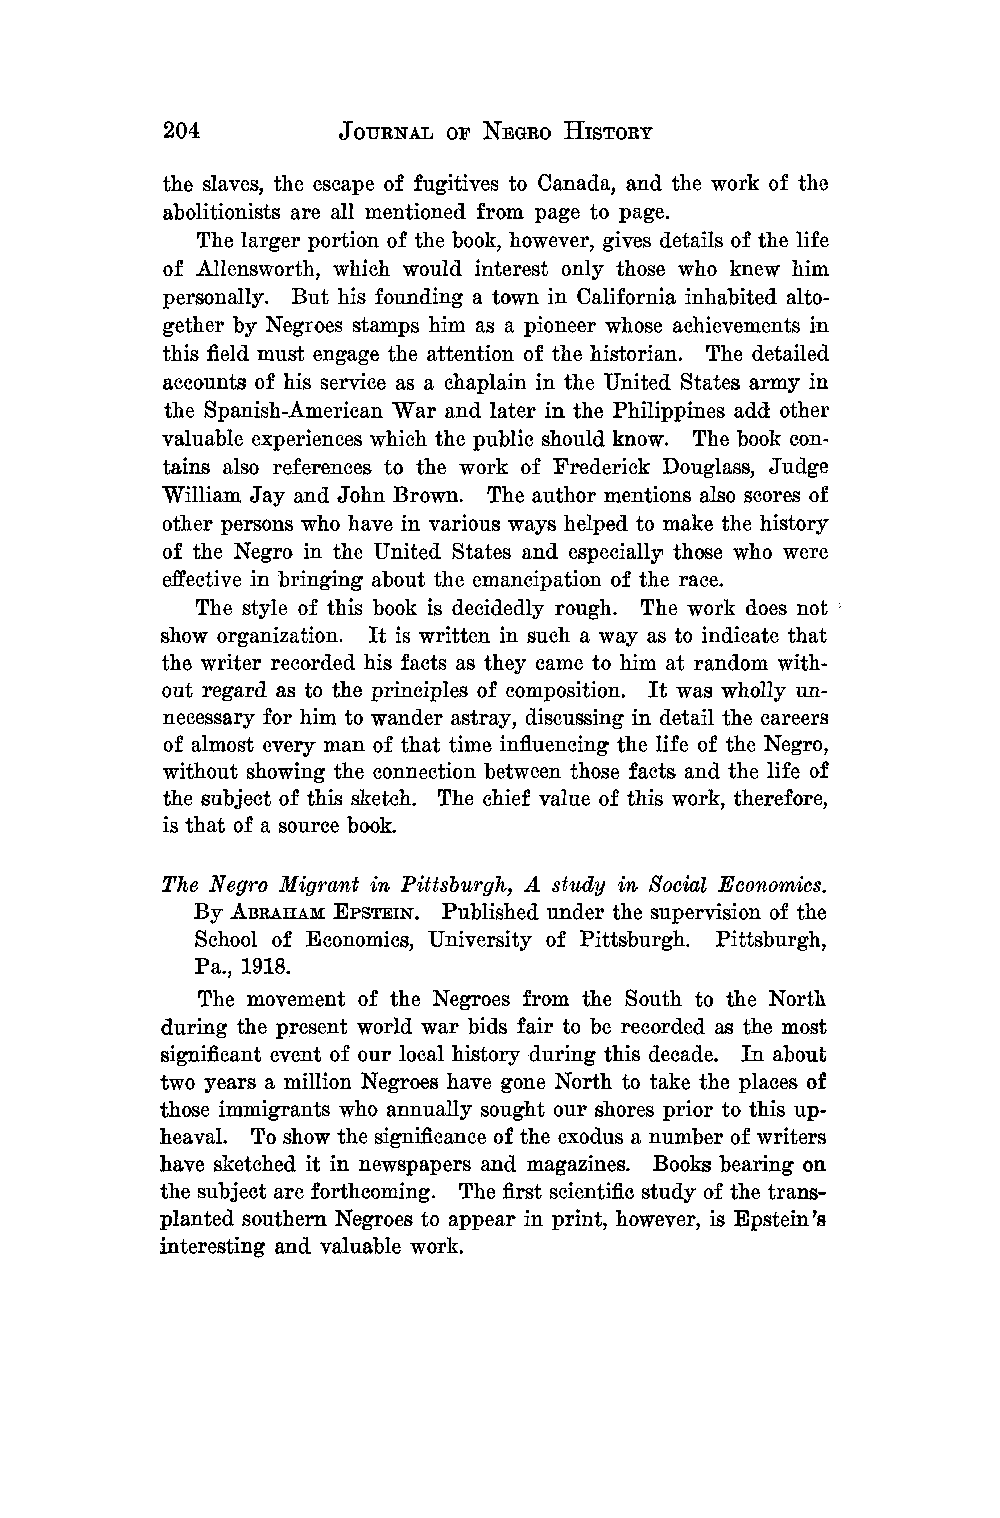 204 JOURNAL OF NEGRO HISTORY
the slaves, the escape of fugitives to Canada, and the work of the
abolitionists are all mentioned from page to page.
The larger portion of the book, however, gives details of the life
of Allensworth, which would interest only those who knew him
personally. But his founding a town in California inhabited alto-
gether by Negroes stamps him as a pioneer whose achievements in
this field must engage the attention of the historian. The detailed
accounts of his service as a chaplain in the United States army in
the Spanish-American War and later in the Philippines add other
valuable experiences which the public should know. The book con-
tains also references to the work of Frederick Douglass, Judge
William Jay and John Brown. The author mentions also scores of
other persons who have in various ways helped to make the history
of the Negro in the United States and especially those who were
effective in bringing about the emancipation of the race.
The style of this book is decidedly rough. The work does not
show organization. It is written in such a way as to indicate that
the writer recorded his facts as they came to him at random with-
out regard as to the principles of composition. It was wholly un-
necessary for him to wander astray, discussing in detail the careers
of almost every man of that time influencing the life of the Negro,
without showing the connection between those facts and the life of
the subject of this sketch. The chief value of this work, therefore,
is that of a source book.
The Negro Migrant in Pittsburgh, A study in Social Economics.
By ABRAHAM EPSTEIN. Published under the supervision of the
School of Economics, University of Pittsburgh. Pittsburgh,
Pa., 1918.
The movement of the Negroes from the South to the North
during the present world war bids fair to be recorded as the most
significant event of our local history during this decade. In about
two years a million Negroes have gone North to take the places of
those immigrants who annually sought our shores prior to this up-
heaval. To show the significance of the exodus a number of writers
have sketched it in newspapers and magazines. Books bearing on
the subject are forthcoming. The first scientific study of the trans-
planted southern Negroes to appear in print, however, is Epstein's
interesting and valuable work.